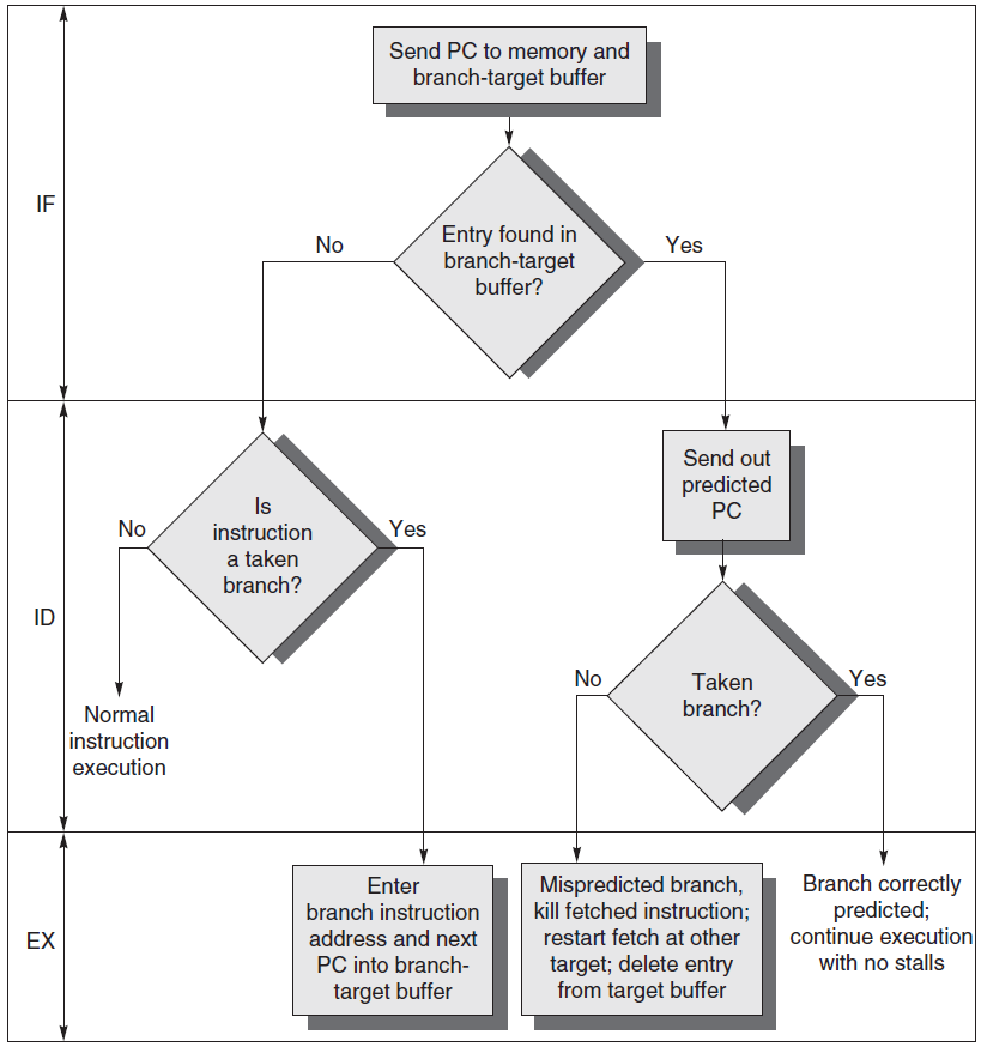 Send PC to memory and
branch-target buffer
IF
No
Entry found in
branch-target
buffer?
Yes
No
Is
instruction
a taken
branch?
Yes
Send out
predicted
PC
ID
Normal
instruction
execution
No
Taken
branch?
Yes
EX
Enter
branch instruction
address and next
PC into branch-
target buffer
Mispredicted branch,
kill fetched instruction;
restart fetch at other
target; delete entry
from target buffer
Branch correctly
predicted;
continue execution
with no stalls